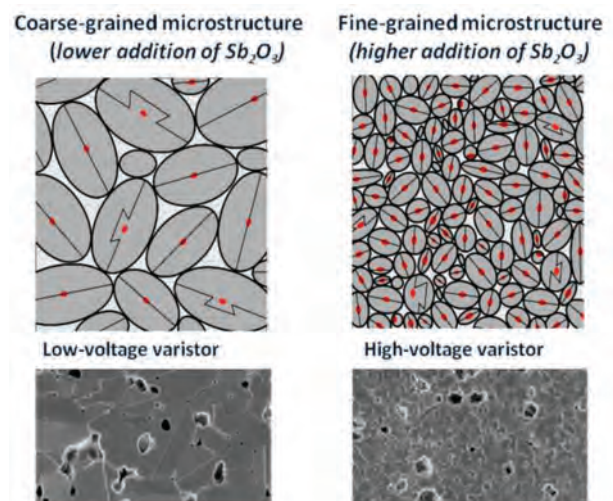 Coarse-grained microstructure
(lower addition of Sb₂O₃)
Fine-grained microstructure
(higher addition of Sb₂O₃)
Low-voltage varistor
High-voltage varistor